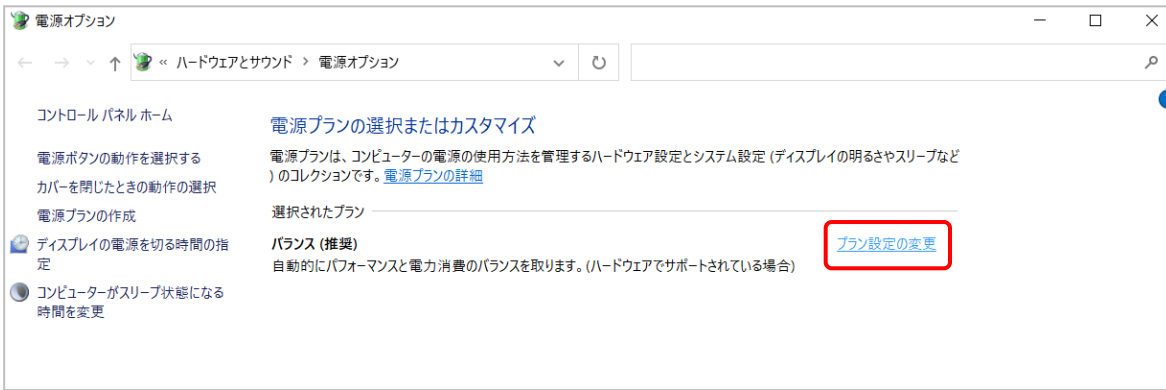 電源オプション
« ハードウェアとサウンド > 電源オプション
コントロール パネル ホーム
電源ボタンの動作を選択する
カバーを閉じたときの動作の選択
電源プランの作成
ディスプレイの電源を切る時間の指
定
コンピューターがスリープ状態になる
時間を変更
電源プランの選択またはカスタマイズ
電源プランは、コンピューターの電源の使用方法を管理するハードウェア設定とシステム設定 (ディスプレイの明るさやスリープなど
) のコレクションです。電源プランの詳細
選択されたプラン
バランス (推奨)
プラン設定の変更
自動的にパフォーマンスと電力消費のバランスを取ります。(ハードウェアでサポートされている場合)